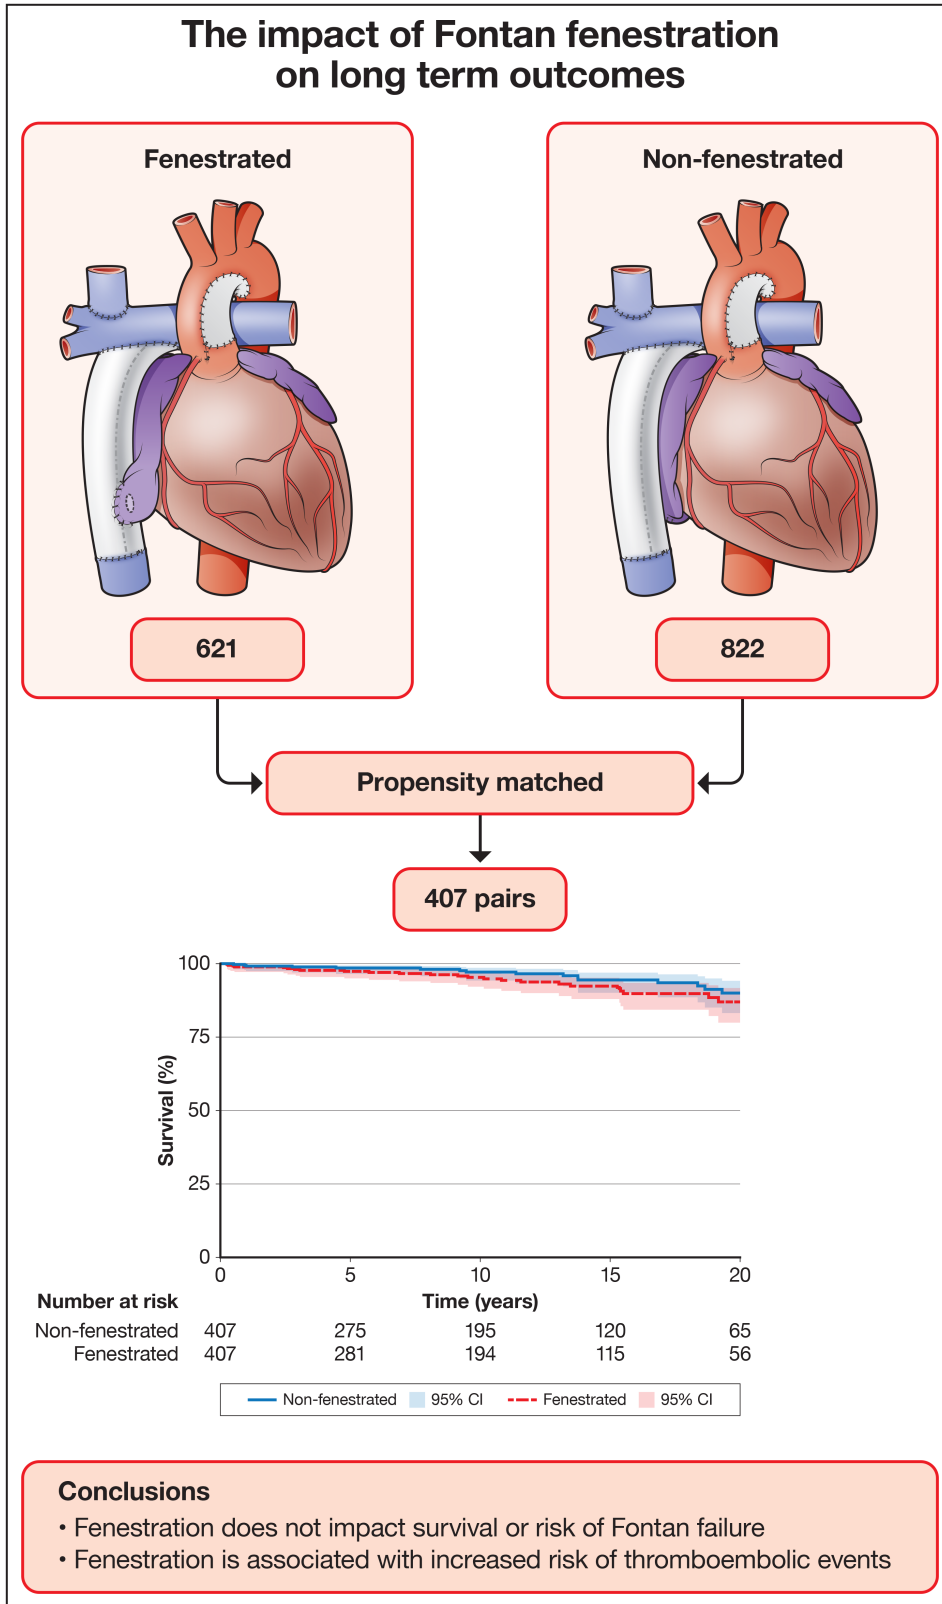 The impact of Fontan fenestration
on long term outcomes
Fenestrated
Non-fenestrated
621
822
Propensity matched
407 pairs
100
75
50
25
0
Survival (%)
0 5 10 15 20
Number at risk Time (years)
Non-fenestrated 407 275 195 120 65
Fenestrated 407 281 194 115 56
Non-fenestrated 95% CI Fenestrated 95% CI
Conclusions
• Fenestration does not impact survival or risk of Fontan failure
• Fenestration is associated with increased risk of thromboembolic events